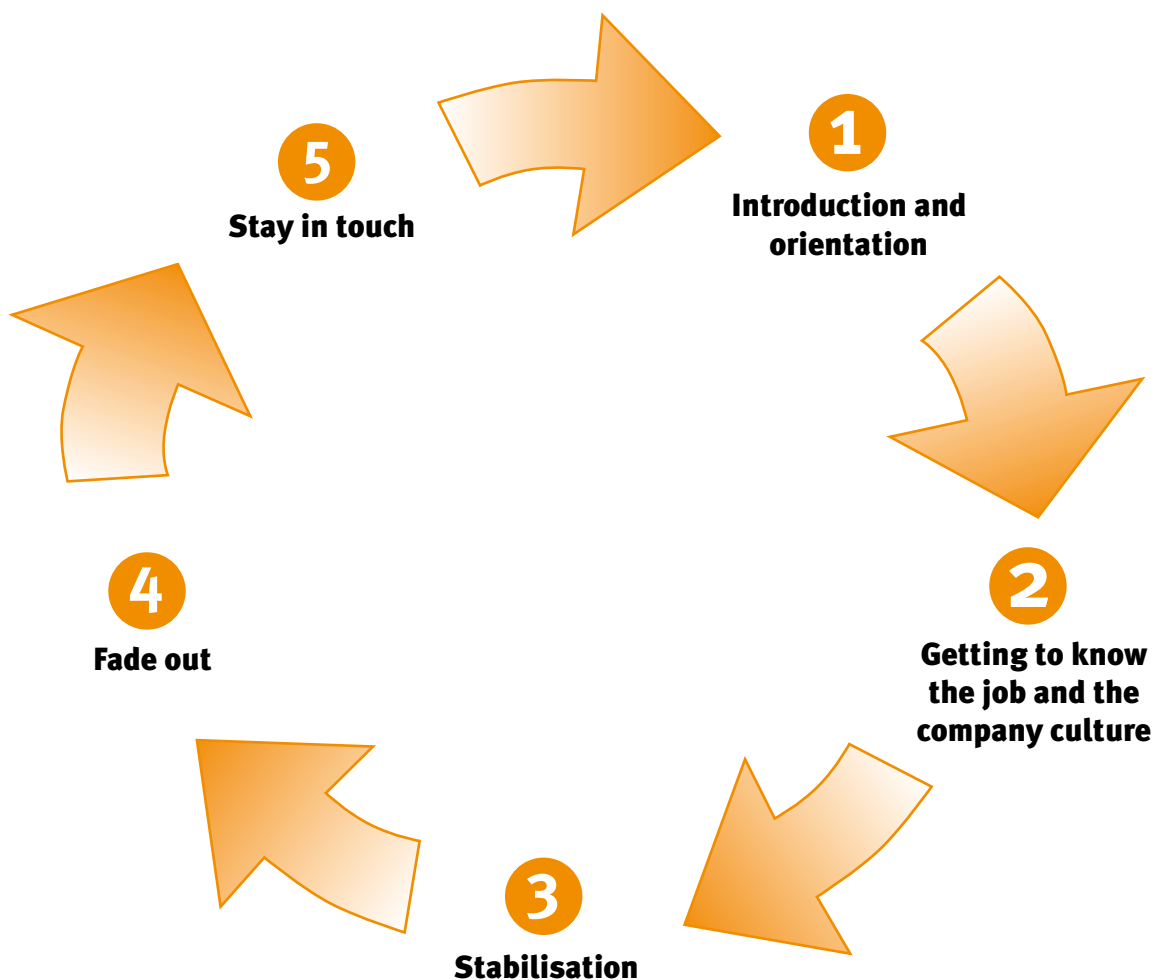 1
Introduction and
orientation
2
Getting to know
the job and the
company culture
3
Stabilisation
4
Fade out
5
Stay in touch